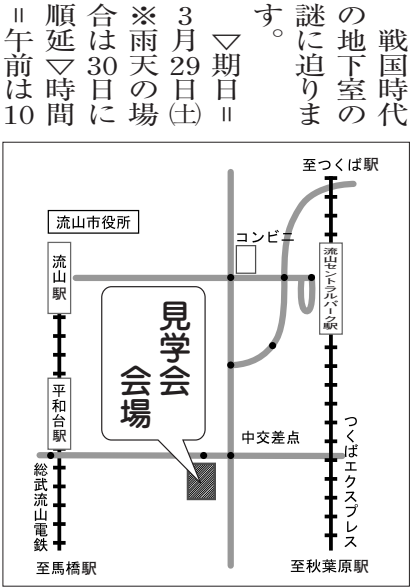 戦国時代
の地下室の
謎に迫りま
す。
▽期日＝
3月29日㈯
※雨天の場
合は30日に
順延▽時間
＝午前は10
至つくば駅
流山市役所
コンビニ
流山駅
流山セントラルパーク駅
見学会
会場
平和台駅
中交差点
つくばエクスプレス
総武流山電鉄
至馬橋駅
至秋葉原駅